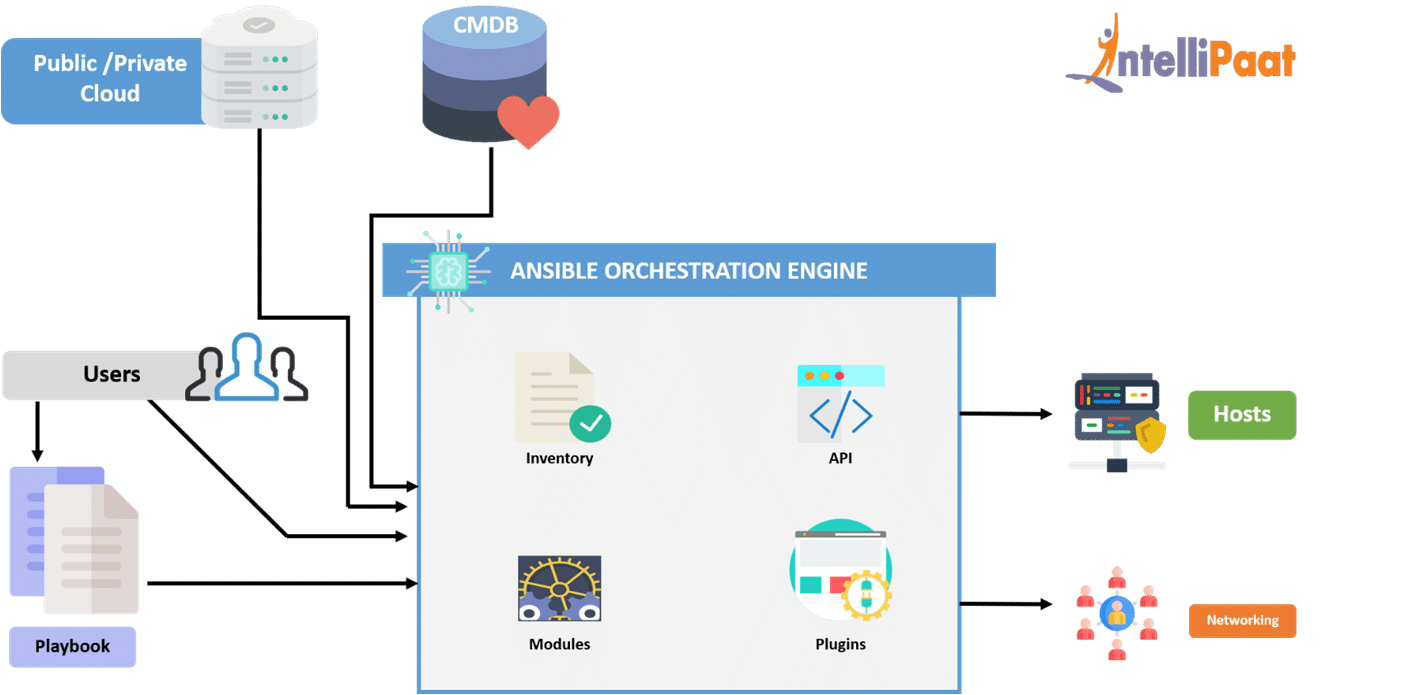 Public /Private
Cloud
CMDB
IntelliPaat
ANSIBLE ORCHESTRATION ENGINE
Users
Inventory
API
Hosts
Playbook
Modules
Plugins
Networking